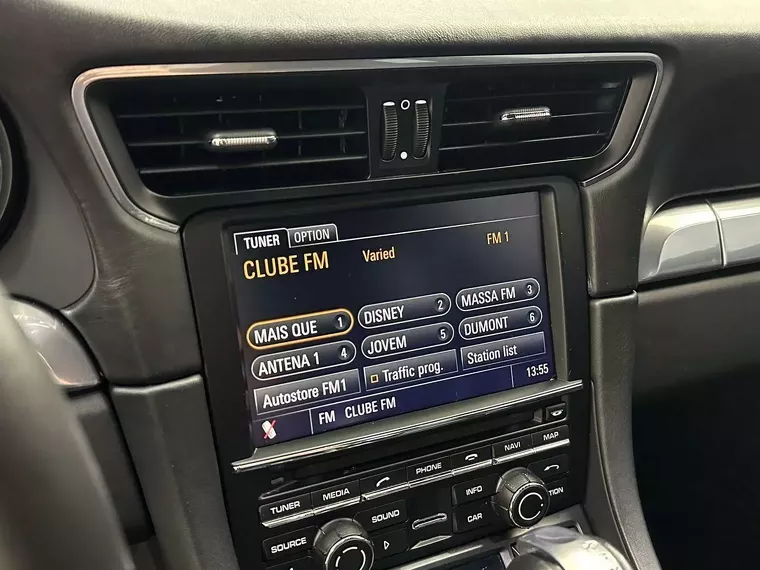 TUNER OPTION
CLUBE FM Varied FM 1
MAIS QUE 1 DISNEY 2 MASSA FM 3
ANTENA 1 4 JOVEM 5 DUMONT 6
Autostore FM1 Traffic prog. Station list
FM CLUBE FM 13:55
TUNER MEDIA PHONE NAVI MAP
SOURCE SOUND INFO
CAR